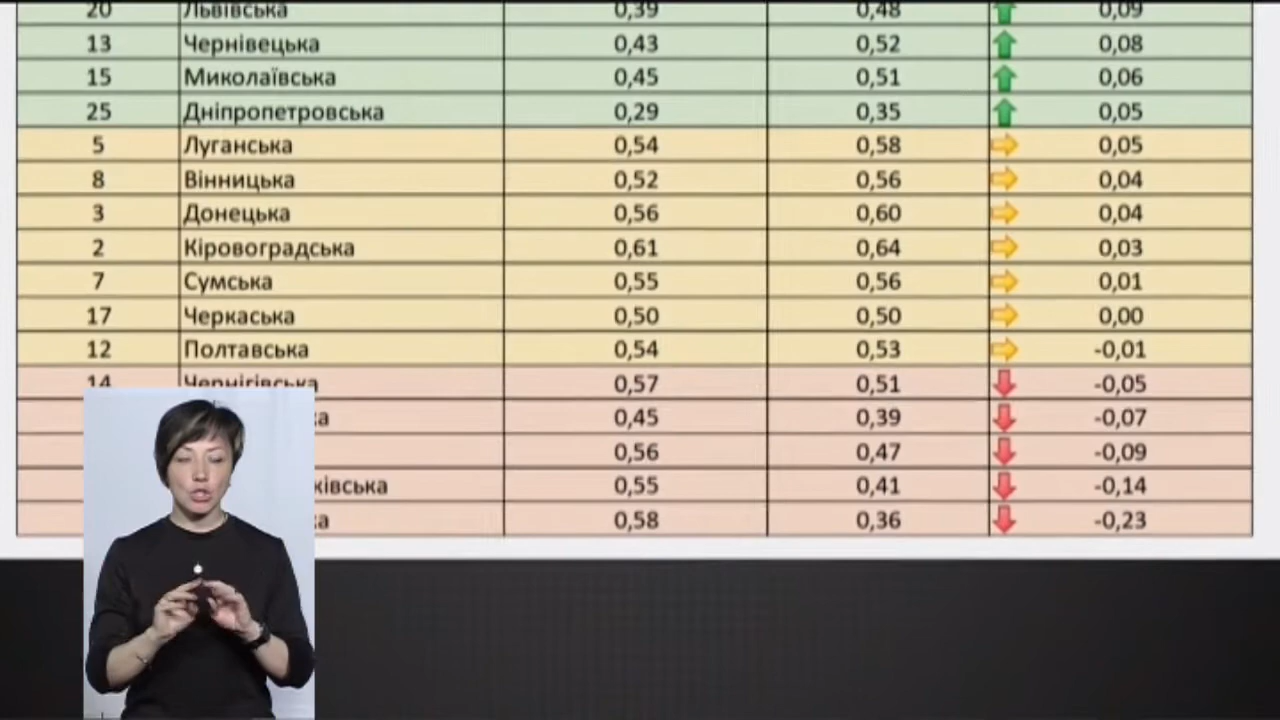 20 Львівська 0,39 0,48 0,09
13 Чернівецька 0,43 0,52 0,08
15 Миколаївська 0,45 0,51 0,06
25 Дніпропетровська 0,29 0,35 0,05
5 Луганська 0,54 0,58 0,05
8 Вінницька 0,52 0,56 0,04
3 Донецька 0,56 0,60 0,04
2 Кіровоградська 0,61 0,64 0,03
7 Сумська 0,55 0,56 0,01
17 Черкаська 0,50 0,50 0,00
12 Полтавська 0,54 0,53 -0,01
14 Чернігівська 0,57 0,51 -0,05
0,45 0,39 -0,07
0,56 0,47 -0,09
0,55 0,41 -0,14
0,58 0,36 -0,23